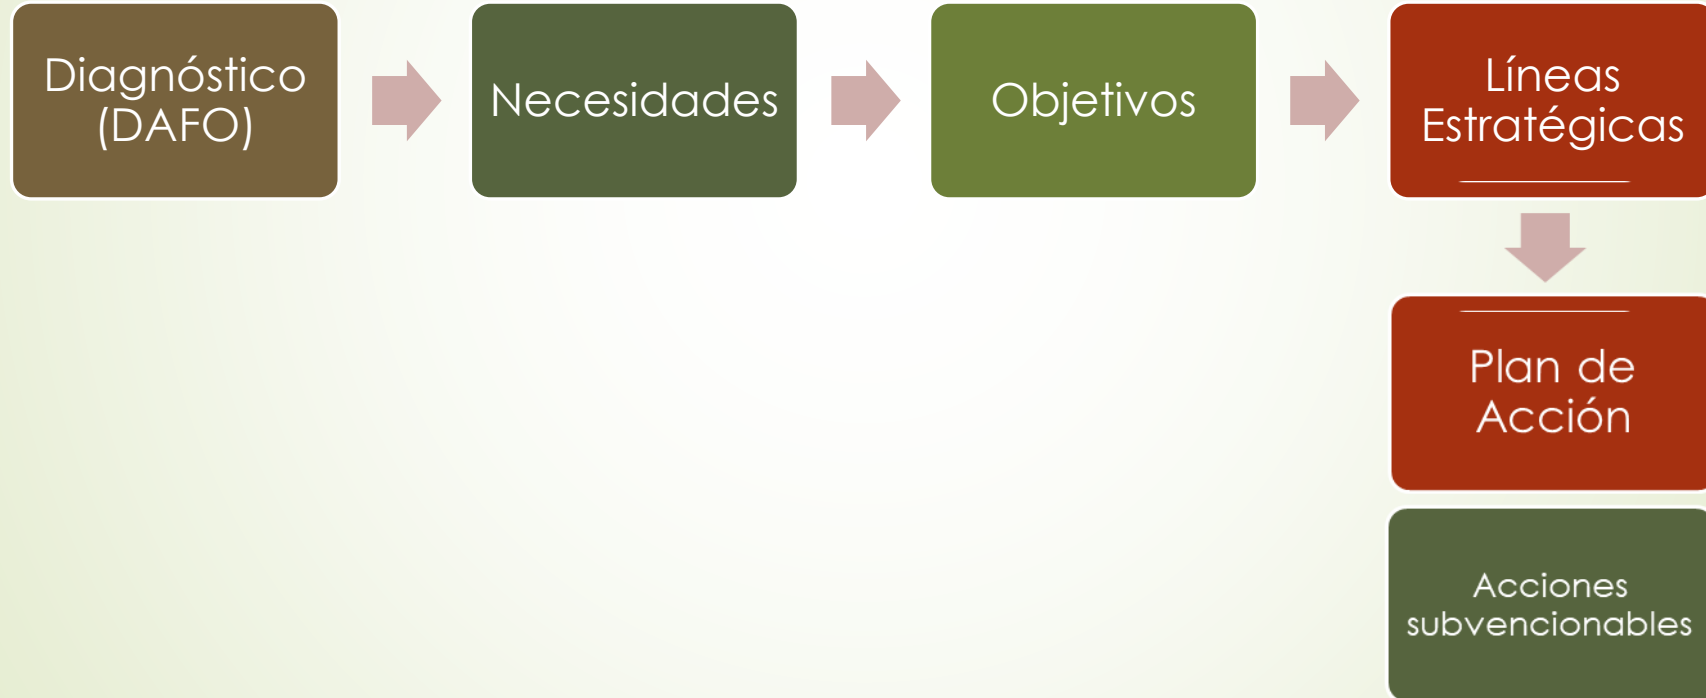 Diagnóstico
(DAFO)
Necesidades
Objetivos
Líneas
Estratégicas
Plan de
Acción
Acciones
subvencionables